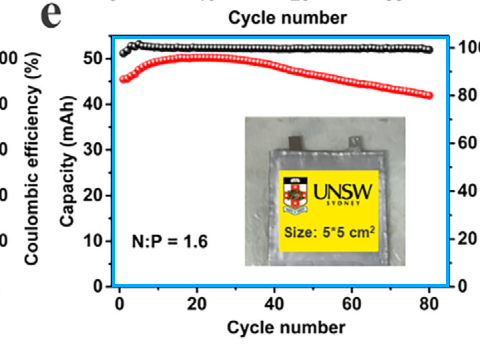 Cycle number
e
100
50
40
30
20
10
0
80
60
40
20
0
Coulombic efficiency (%)
Capacity (mAh)
UNSW
SYDNEY
Size: 5*5 cm²
N:P = 1.6
0 20 40 60 80
Cycle number